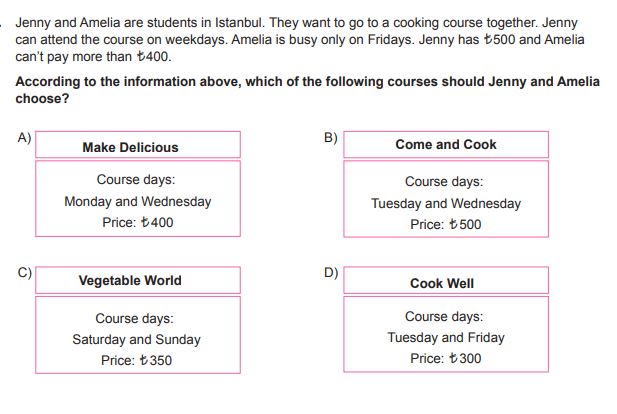 Jenny and Amelia are students in Istanbul. They want to go to a cooking course together. Jenny
can attend the course on weekdays. Amelia is busy only on Fridays. Jenny has ₺500 and Amelia
can't pay more than ₺400.
According to the information above, which of the following courses should Jenny and Amelia
choose?
A)
Make Delicious
Course days:
Monday and Wednesday
Price: ₺400
B)
Come and Cook
Course days:
Tuesday and Wednesday
Price: ₺500
C)
Vegetable World
Course days:
Saturday and Sunday
Price: ₺350
D)
Cook Well
Course days:
Tuesday and Friday
Price: ₺300